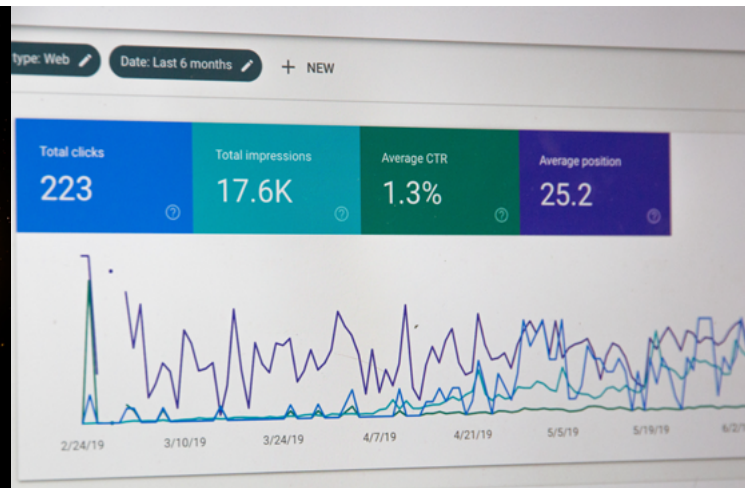 type: Web
Date: Last 6 months
+ NEW
Total clicks
223
Total impressions
17.6K
Average CTR
1.3%
Average position
25.2
2/24/19
3/10/19
3/24/19
4/7/19
4/21/19
5/5/19
5/19/19
6/2/